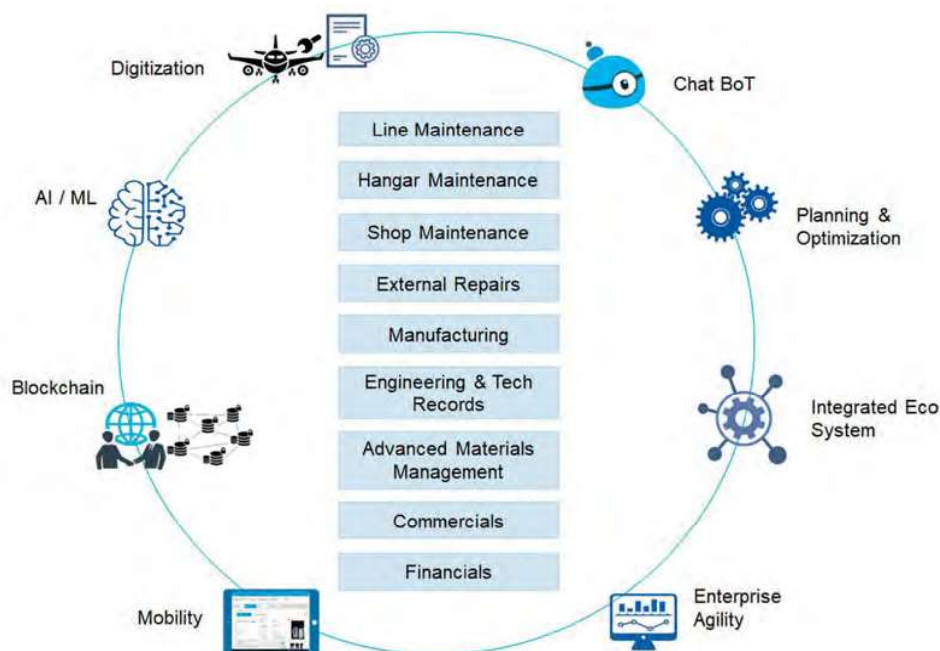 Digitization
Chat BoT
Line Maintenance
Hangar Maintenance
AI / ML
Shop Maintenance
Planning &
Optimization
External Repairs
Manufacturing
Blockchain
Engineering & Tech
Records
Integrated Eco
System
Advanced Materials
Management
Commercials
Financials
Mobility
Enterprise
Agility